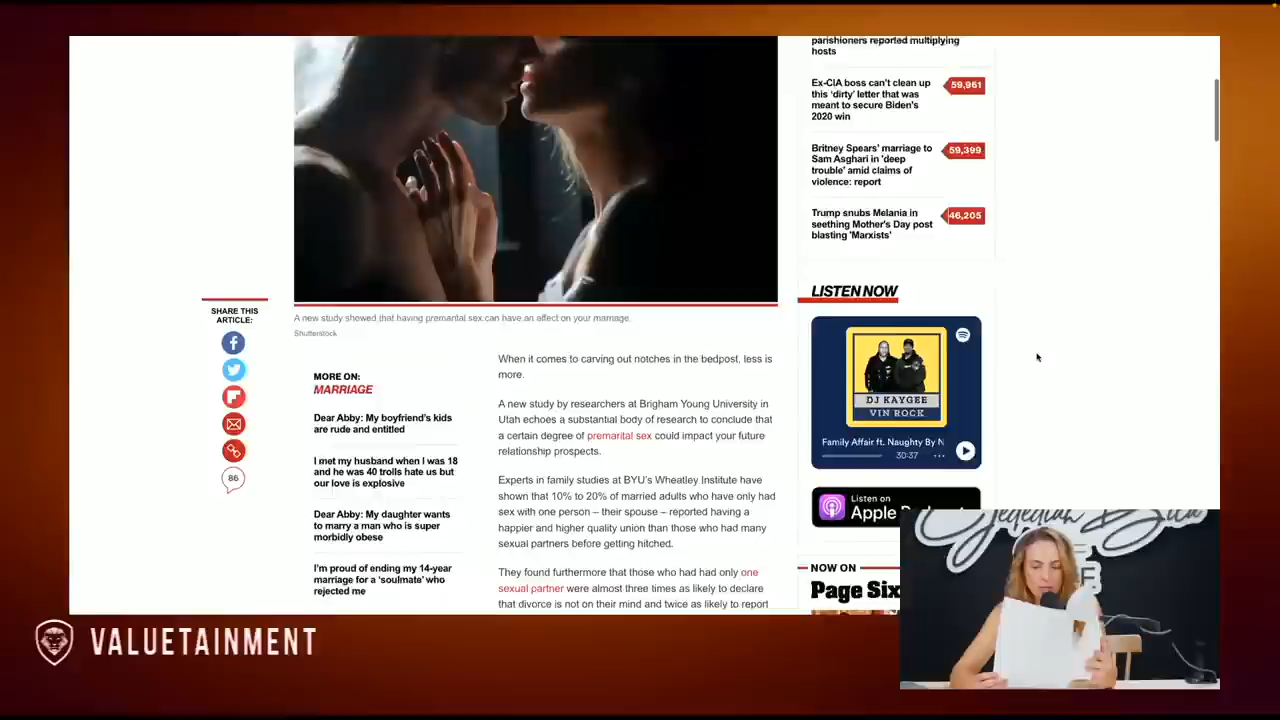 parishioners reported multiplying
hosts
Ex-CIA boss can't clean up
this 'dirty' letter that was
meant to secure Biden's
2020 win
59,961
Britney Spears' marriage to
Sam Asghari in 'deep
trouble' amid claims of
violence: report
59,399
Trump snubs Melania in
seething Mother's Day post
blasting 'Marxists'
46,205
LISTEN NOW
DJ KAYGEE
VIN ROCK
Family Affair ft. Naughty By N
30:37
Listen on
Apple Pod
NOW ON
Page Six
SHARE THIS
ARTICLE:
86
A new study showed that having premarital sex can have an affect on your marriage.
Shutterstock
MORE ON:
MARRIAGE
Dear Abby: My boyfriend's kids
are rude and entitled
I met my husband when I was 18
and he was 40 trolls hate us but
our love is explosive
Dear Abby: My daughter wants
to marry a man who is super
morbidly obese
I'm proud of ending my 14-year
marriage for a 'soulmate' who
rejected me
When it comes to carving out notches in the bedpost, less is
more.
A new study by researchers at Brigham Young University in
Utah echoes a substantial body of research to conclude that
a certain degree of premarital sex could impact your future
relationship prospects.
Experts in family studies at BYU's Wheatley Institute have
shown that 10% to 20% of married adults who have only had
sex with one person – their spouse – reported having a
happier and higher quality union than those who had many
sexual partners before getting hitched.
They found furthermore that those who had had only one
sexual partner were almost three times as likely to declare
that divorce is not on their mind and twice as likely to report
Jedediah Bila
VALUETAINMENT